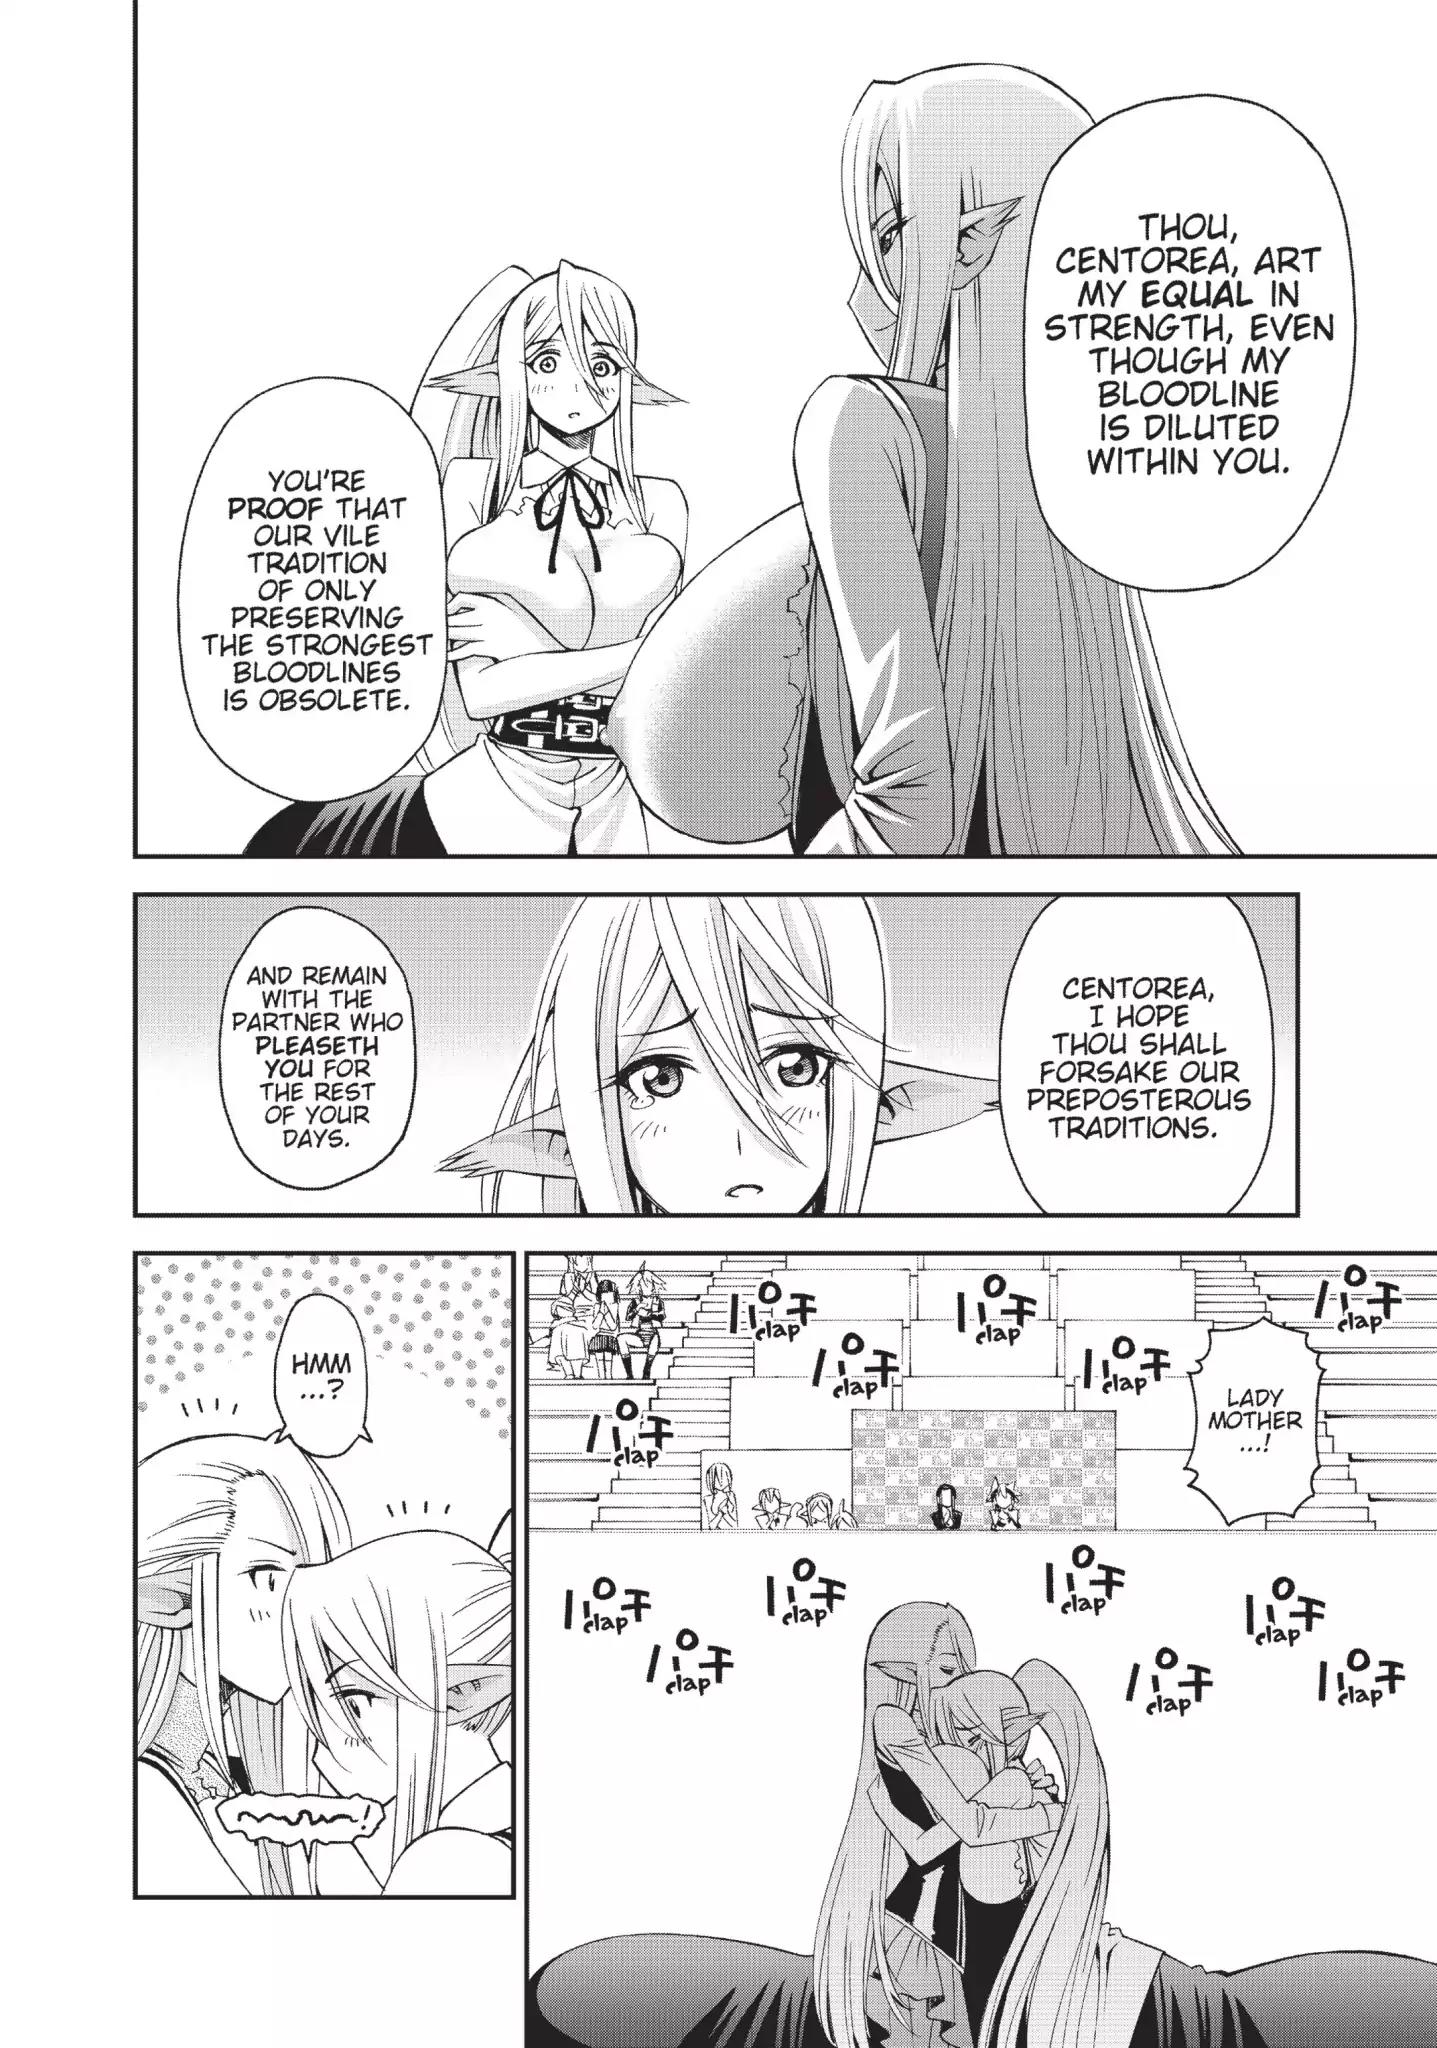 THOU,
CENTOREA, ART
MY EQUAL IN
STRENGTH, EVEN
THOUGH MY
BLOODLINE
IS DILUTED
WITHIN YOU.
YOU'RE
PROOF THAT
OUR VILE
TRADITION
OF ONLY
PRESERVING
THE STRONGEST
BLOODLINES
IS OBSOLETE.
CENTOREA,
I HOPE
THOU SHALL
FORSAKE OUR
PREPOSTEROUS
TRADITIONS.
AND REMAIN
WITH THE
PARTNER WHO
PLEASETH
YOU FOR
THE REST
OF YOUR
DAYS.
LADY
MOTHER
...!
パチ
clap
パチ
clap
パチ
clap
パチ
clap
パチ
clap
パチ
clap
パチ
clap
パチ
clap
パチ
clap
パチ
clap
パチ
clap
パチ
clap
パチ
clap
HMM
...?